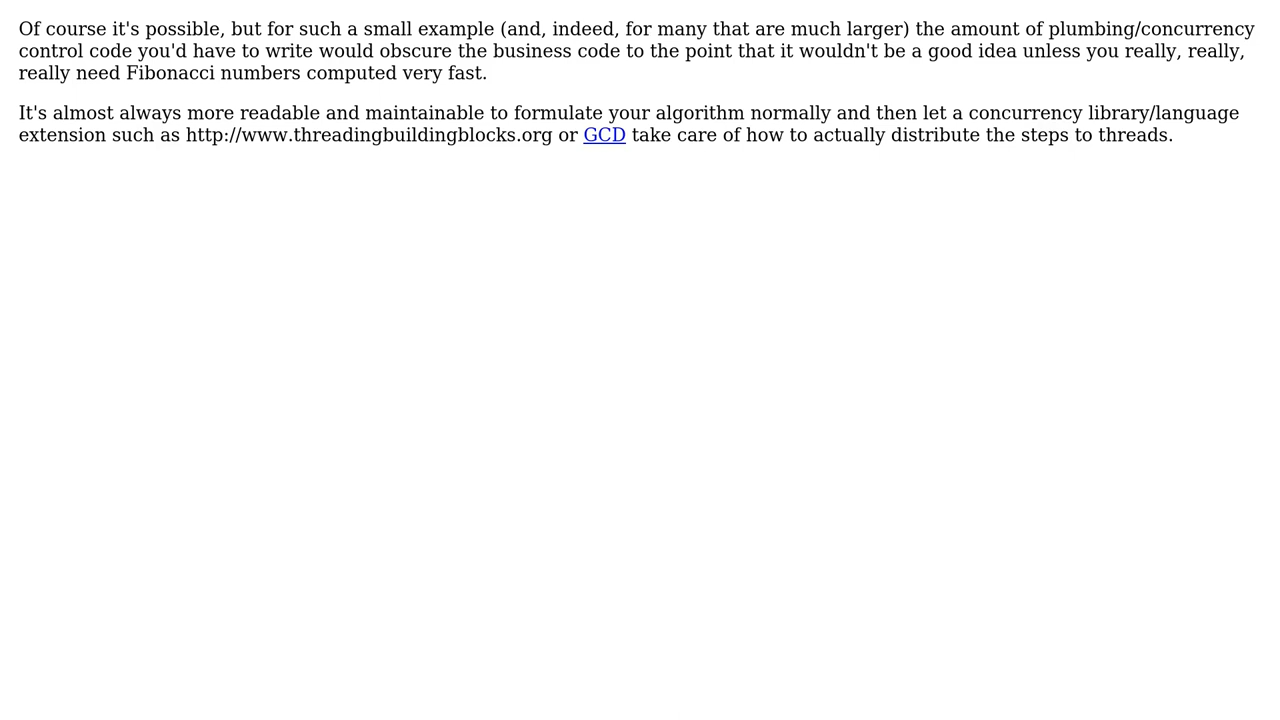 Of course it's possible, but for such a small example (and, indeed, for many that are much larger) the amount of plumbing/concurrency
control code you'd have to write would obscure the business code to the point that it wouldn't be a good idea unless you really, really,
really need Fibonacci numbers computed very fast.
It's almost always more readable and maintainable to formulate your algorithm normally and then let a concurrency library/language
extension such as http://www.threadingbuildingblocks.org or GCD take care of how to actually distribute the steps to threads.